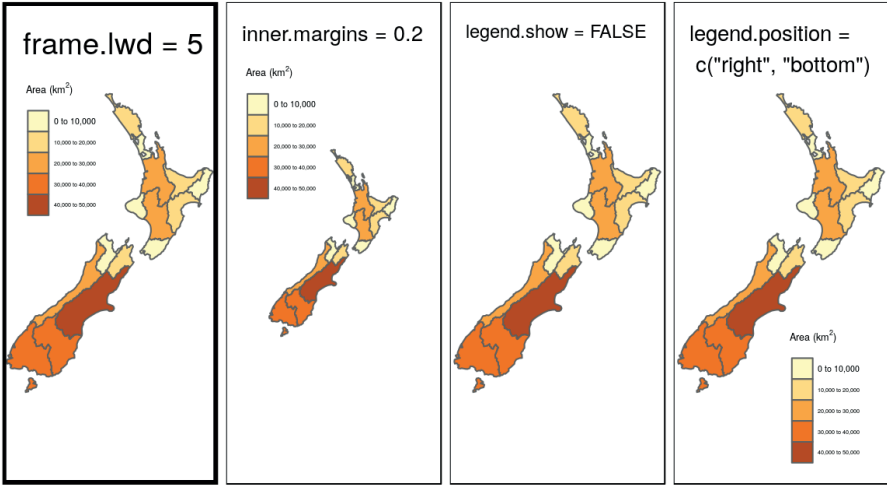 frame.lwd = 5
Area (km²)
0 to 10,000
10,000 to 20,000
20,000 to 30,000
30,000 to 40,000
40,000 to 50,000
inner.margins = 0.2
Area (km²)
0 to 10,000
10,000 to 20,000
20,000 to 30,000
30,000 to 40,000
40,000 to 50,000
legend.show = FALSE
legend.position =
c("right", "bottom")
Area (km²)
0 to 10,000
10,000 to 20,000
20,000 to 30,000
30,000 to 40,000
40,000 to 50,000